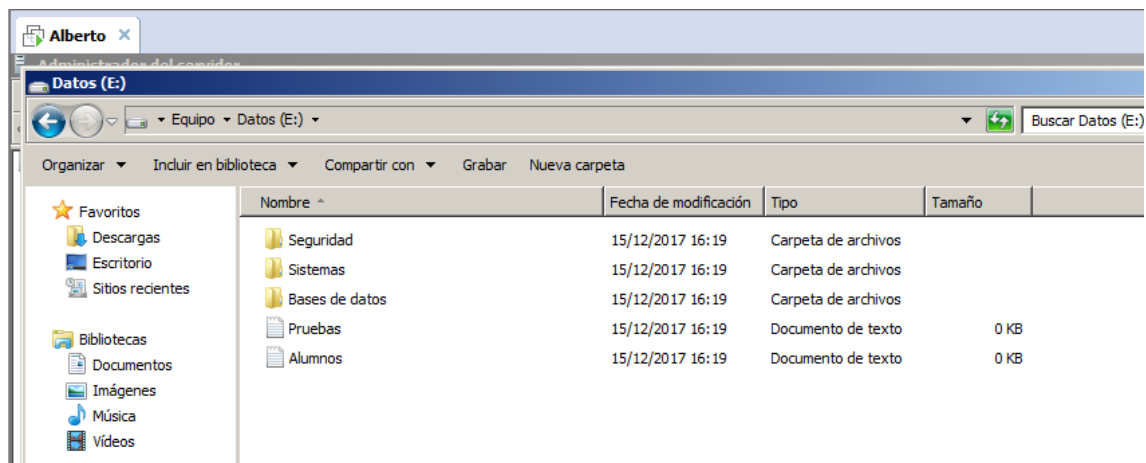 Alberto
Administrador del servidor
Datos (E:)
Equipo Datos (E:) Buscar Datos (E:)
Organizar Incluir en biblioteca Compartir con Grabar Nueva carpeta
Favoritos
Descargas
Escritorio
Sitios recientes
Bibliotecas
Documentos
Imágenes
Música
Vídeos
Nombre Fecha de modificación Tipo Tamaño
Seguridad 15/12/2017 16:19 Carpeta de archivos
Sistemas 15/12/2017 16:19 Carpeta de archivos
Bases de datos 15/12/2017 16:19 Carpeta de archivos
Pruebas 15/12/2017 16:19 Documento de texto 0 KB
Alumnos 15/12/2017 16:19 Documento de texto 0 KB